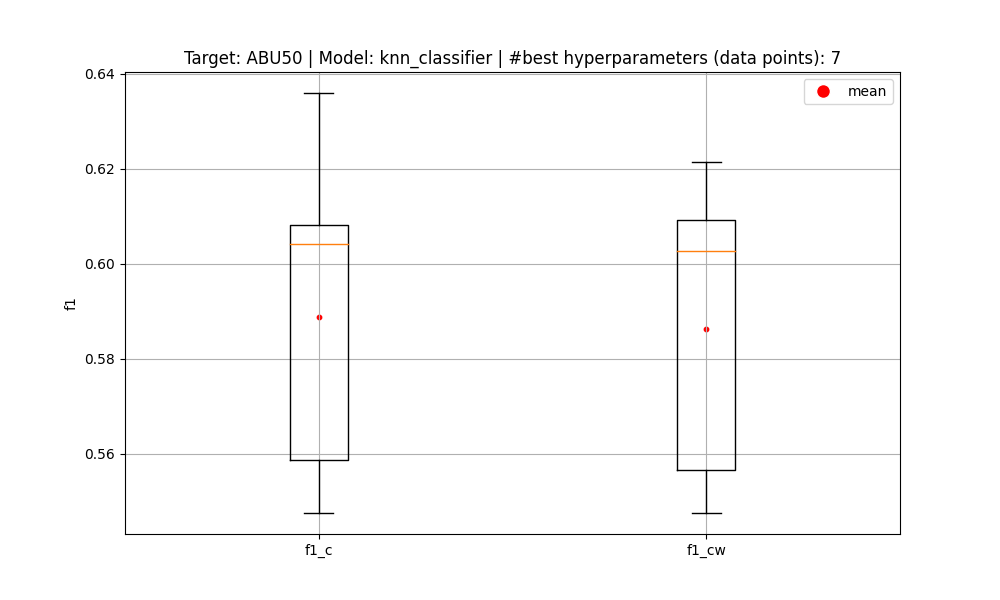 Target: ABU50 | Model: knn_classifier | #best hyperparameters (data points): 7
mean
0.64
0.62
0.60
0.58
0.56
f1
f1_c
f1_cw